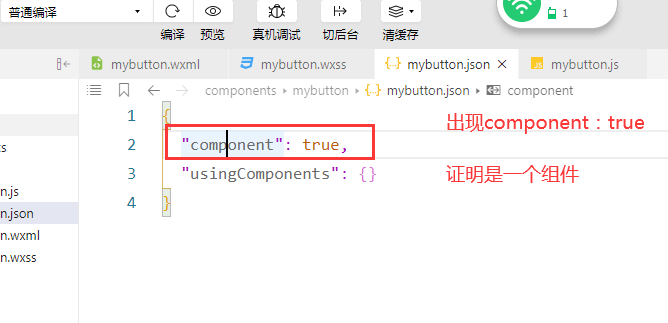 普通编译
1
编译 预览 真机调试 切后台 清缓存
mybutton.wxml mybutton.wxss mybutton.json mybutton.js
components mybutton mybutton.json component
1 {
出现component：true
2 "component": true,
3 "usingComponents": {}
证明是一个组件
4 }
ts
n.js
n.json
n.wxml
n.wxss